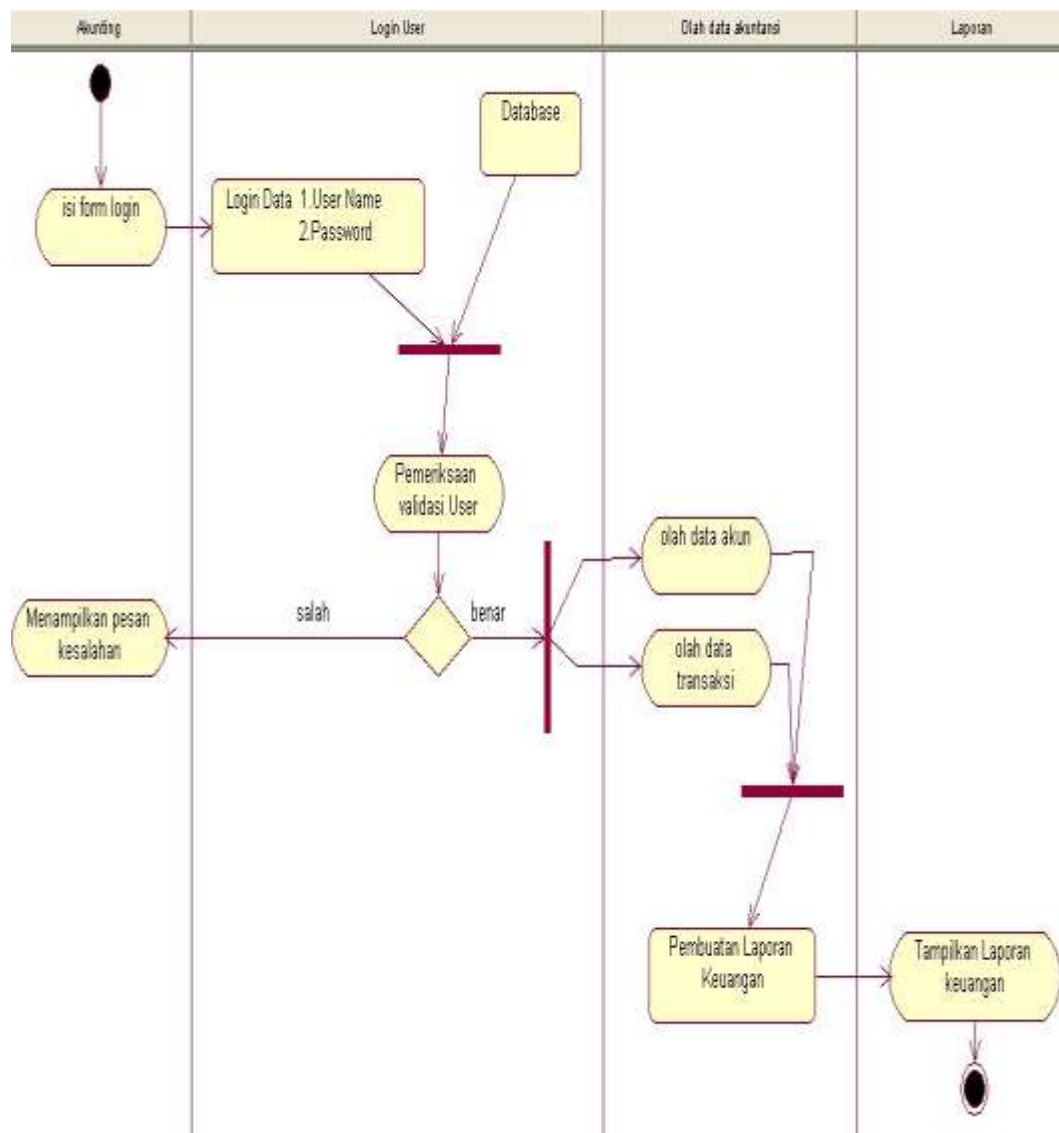 Akunting
Login User
Olah data akuntansi
Laporan
Database
isi form login
Login Data 1.User Name
2.Password
Pemeriksaan
validasi User
olah data akun
salah
benar
Menampilkan pesan
kesalahan
olah data
transaksi
Pembuatan Laporan
Keuangan
Tampilkan Laporan
keuangan